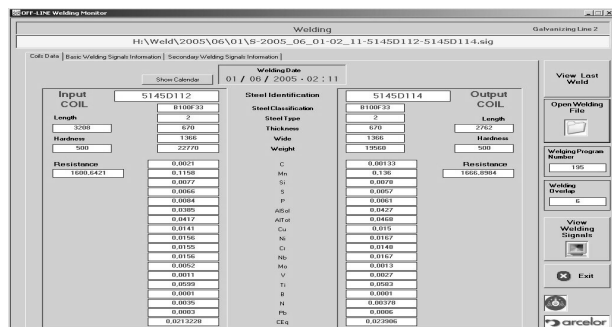 OFF-LINE Welding Monitor
Welding
Galvanizing Line 2
H:\Weld\2005\06\01\S-2005_06_01-02_11-5145D112-5145D114.sig
Coils Data Basic Welding Signals Information Secondary Welding Signals Information
Show Calendar
Welding Date
01 / 06 / 2005 - 02 : 11
View Last Weld
Input COIL 5145D112 Steel Identification 5145D114 Output COIL
B100F33 Steel Classification B100F33
Length 2 Steel Type 2 Length
3208 670 Thickness 670 2762
Hardness 1366 Wide 1366 Hardness
500 22770 Weight 19568 500
Resistance 0,0021 C 0,00133 Resistance
1600,6421 0,1158 Mn 0,136 1666,8984
0,0077 Si 0,0078
0,0066 S 0,0057
0,0084 P 0,0061
0,0385 AlSol 0,0427
0,0417 AlTot 0,0468
0,0141 Cu 0,015
0,0156 Ni 0,0167
0,0155 Cr 0,0148
0,0156 Nb 0,0167
0,0052 Mo 0,0013
0,0011 V 0,0027
0,0599 Ti 0,0583
0,0001 B 0,0001
0,0035 N 0,00378
0,0003 Pb 0,0006
0,0213220 CEq 0,023906
Open Welding File
Welging Program Number
195
Welding Overlap
6
View Welding Signals
Exit
arcelor